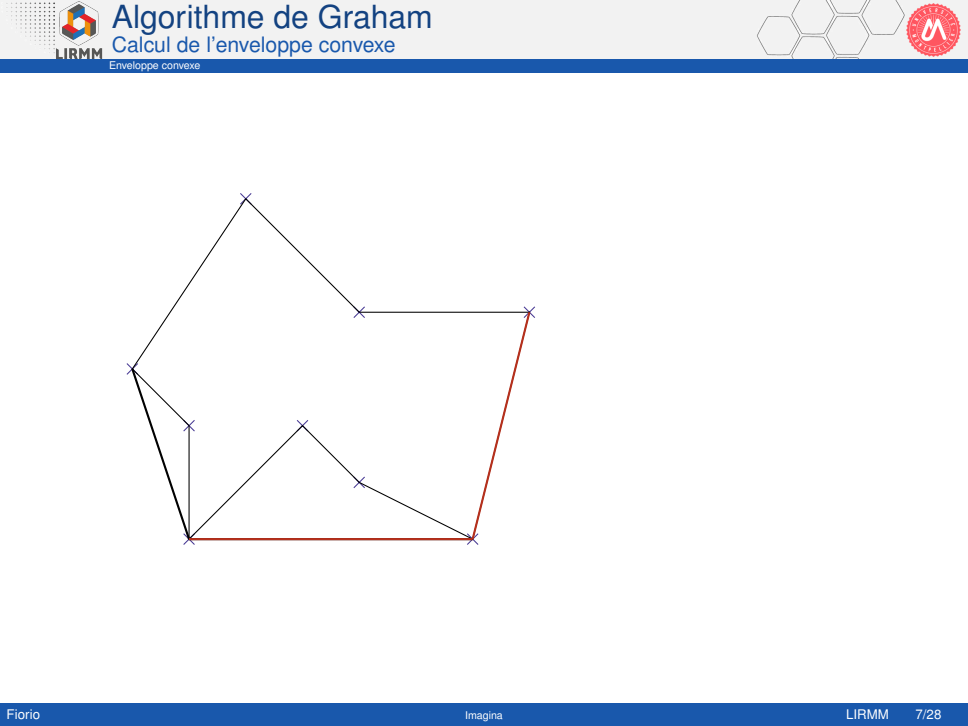 Algorithme de Graham
Calcul de l'enveloppe convexe
LIRMM
Enveloppe convexe
Fiorio
Imagina
LIRMM
7/28